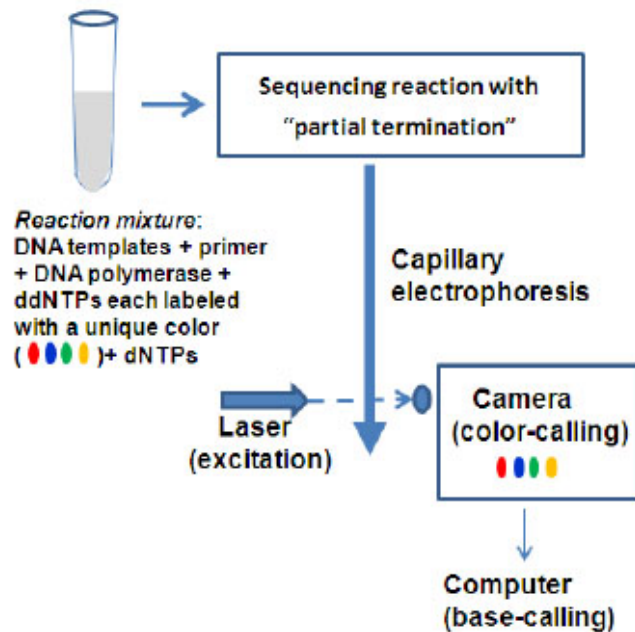 Sequencing reaction with
“partial termination”
Reaction mixture:
DNA templates + primer
+ DNA polymerase +
ddNTPs each labeled
with a unique color
( )+ dNTPs
Capillary
electrophoresis
Laser
(excitation)
Camera
(color-calling)
Computer
(base-calling)